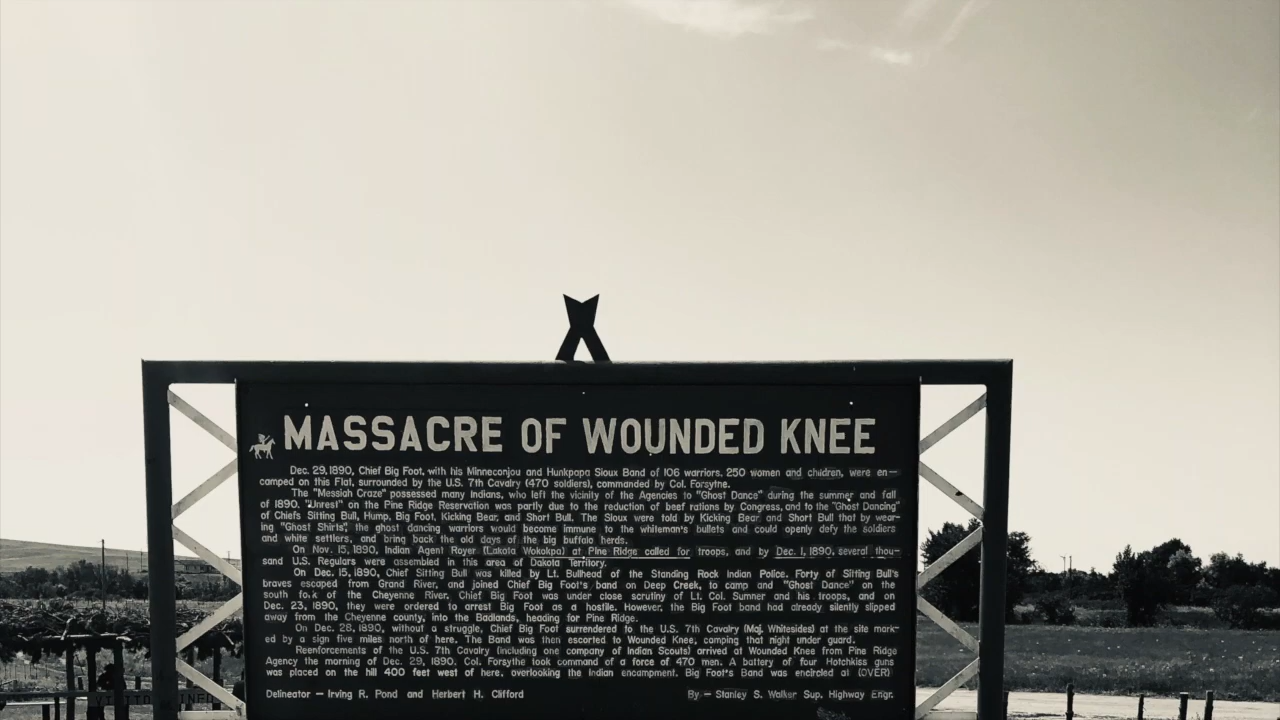 MASSACRE OF WOUNDED KNEE
Dec. 29, 1890, Chief Big Foot, with his Minneconjou and Hunkpapa Sioux Band of 106 warriors, 250 women and children, were en-
camped on this Flat, surrounded by the U.S. 7th Cavalry (470 soldiers), commanded by Col. Forsythe.
The "Messiah Craze" possessed many Indians, who left the vicinity of the Agencies to "Ghost Dance" during the summer and fall
of 1890. "Unrest" on the Pine Ridge Reservation was partly due to the reduction of beef rations by Congress, and to the "Ghost Dancing"
of Chiefs Sitting Bull, Hump, Big Foot, Kicking Bear, and Short Bull. The Sioux were told by Kicking Bear and Short Bull that by wear-
ing "Ghost Shirts", the ghost dancing warriors would become immune to the whiteman's bullets and could openly defy the soldiers
and white settlers, and bring back the old days of the big buffalo herds.
On Nov. 15, 1890, Indian Agent Royer (Lakota Wokokpa) at Pine Ridge called for troops, and by Dec. 1, 1890, several thou-
sand U.S. Regulars were assembled in this area of Dakota Territory.
On Dec. 15, 1890, Chief Sitting Bull was killed by Lt. Bullhead of the Standing Rock Indian Police. Forty of Sitting Bull's
braves escaped from Grand River, and joined Chief Big Foot's band on Deep Creek, to camp and "Ghost Dance" on the
south fork of the Cheyenne River. Chief Big Foot was under close scrutiny of Lt. Col. Sumner and his troops, and on
Dec. 23, 1890, they were ordered to arrest Big Foot as a hostile. However, the Big Foot band had already silently slipped
away from the Cheyenne county, into the Badlands, heading for Pine Ridge.
On Dec. 28, 1890, without a struggle, Chief Big Foot surrendered to the U.S. 7th Cavalry (Maj. Whitesides) at the site mark-
ed by a sign five miles north of here. The Band was then escorted to Wounded Knee, camping that night under guard.
Reenforcements of the U.S. 7th Cavalry (including one company of Indian Scouts) arrived at Wounded Knee from Pine Ridge
Agency the morning of Dec. 29, 1890. Col. Forsythe took command of a force of 470 men. A battery of four Hotchkiss guns
was placed on the hill 400 feet west of here, overlooking the Indian encampment. Big Foot's Band was encircled at (OVER)
Delineator - Irving R. Pond and Herbert H. Clifford
By - Stanley S. Walker Sup. Highway Engr.